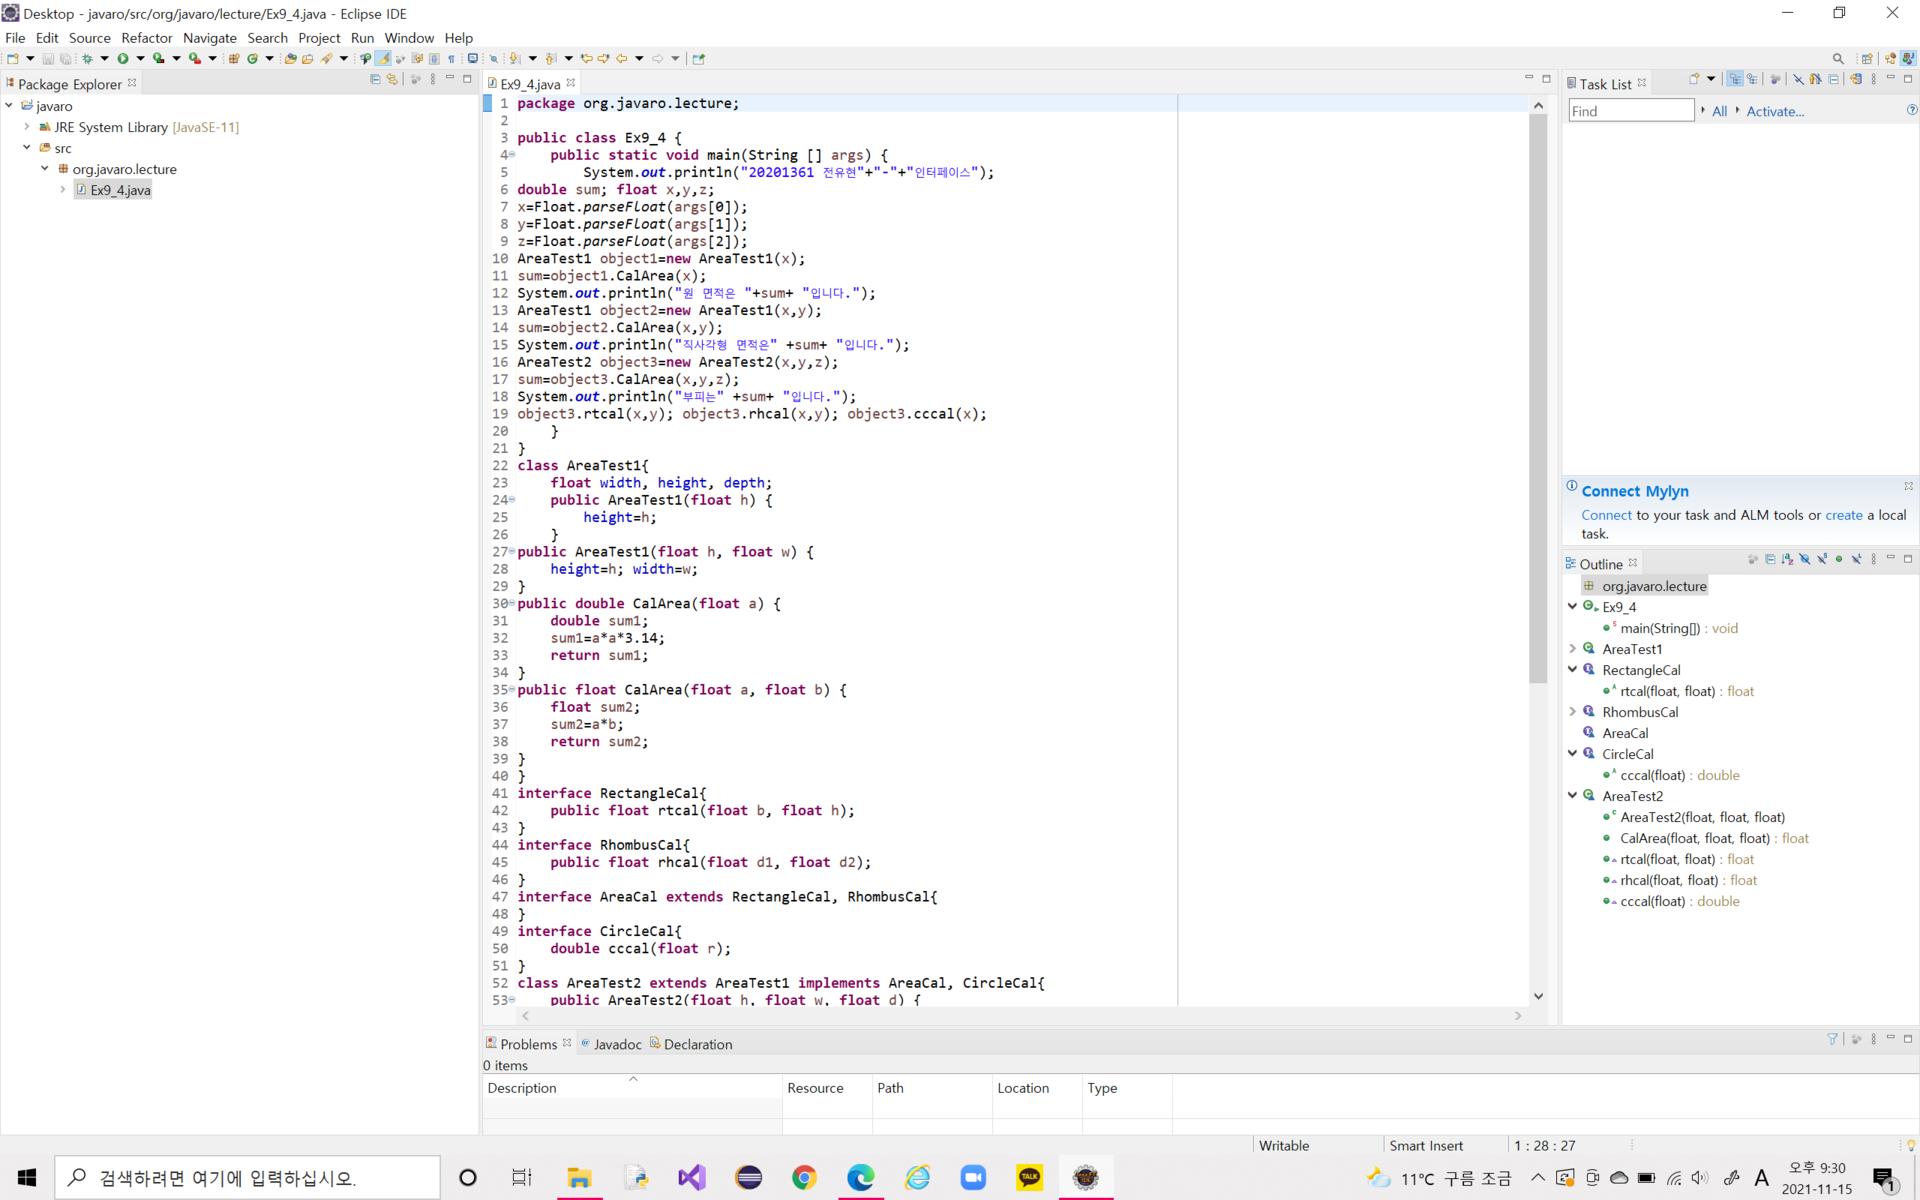 Desktop - javaro/src/org/javaro/lecture/Ex9_4.java - Eclipse IDE
File Edit Source Refactor Navigate Search Project Run Window Help
Package Explorer
javaro
JRE System Library [JavaSE-11]
src
org.javaro.lecture
Ex9_4.java
Ex9_4.java
1 package org.javaro.lecture;
2
3 public class Ex9_4 {
4 public static void main(String [] args) {
5 System.out.println("20201361 전유현"+"-"+"인터페이스");
6 double sum; float x,y,z;
7 x=Float.parseFloat(args[0]);
8 y=Float.parseFloat(args[1]);
9 z=Float.parseFloat(args[2]);
10 AreaTest1 object1=new AreaTest1(x);
11 sum=object1.CalArea(x);
12 System.out.println("원 면적은 "+sum+ "입니다.");
13 AreaTest1 object2=new AreaTest1(x,y);
14 sum=object2.CalArea(x,y);
15 System.out.println("직사각형 면적은" +sum+ "입니다.");
16 AreaTest2 object3=new AreaTest2(x,y,z);
17 sum=object3.CalArea(x,y,z);
18 System.out.println("부피는" +sum+ "입니다.");
19 object3.rtcal(x,y); object3.rhcal(x,y); object3.cccal(x);
20 }
21 }
22 class AreaTest1{
23 float width, height, depth;
24 public AreaTest1(float h) {
25 height=h;
26 }
27 public AreaTest1(float h, float w) {
28 height=h; width=w;
29 }
30 public double CalArea(float a) {
31 double sum1;
32 sum1=a*a*3.14;
33 return sum1;
34 }
35 public float CalArea(float a, float b) {
36 float sum2;
37 sum2=a*b;
38 return sum2;
39 }
40 }
41 interface RectangleCal{
42 public float rtcal(float b, float h);
43 }
44 interface RhombusCal{
45 public float rhcal(float d1, float d2);
46 }
47 interface AreaCal extends RectangleCal, RhombusCal{
48 }
49 interface CircleCal{
50 double cccal(float r);
51 }
52 class AreaTest2 extends AreaTest1 implements AreaCal, CircleCal{
53 public AreaTest2(float h, float w, float d) {
Task List
Find All Activate...
Connect Mylyn
Connect to your task and ALM tools or create a local
task.
Outline
org.javaro.lecture
Ex9_4
main(String[]) : void
AreaTest1
RectangleCal
rtcal(float, float) : float
RhombusCal
AreaCal
CircleCal
cccal(float) : double
AreaTest2
AreaTest2(float, float, float)
CalArea(float, float, float) : float
rtcal(float, float) : float
rhcal(float, float) : float
cccal(float) : double
Problems Javadoc Declaration
0 items
Description Resource Path Location Type
Writable Smart Insert 1 : 28 : 27
검색하려면 여기에 입력하십시오.
TALK
11°C 구름 조금
A
오후 9:30
2021-11-15
1